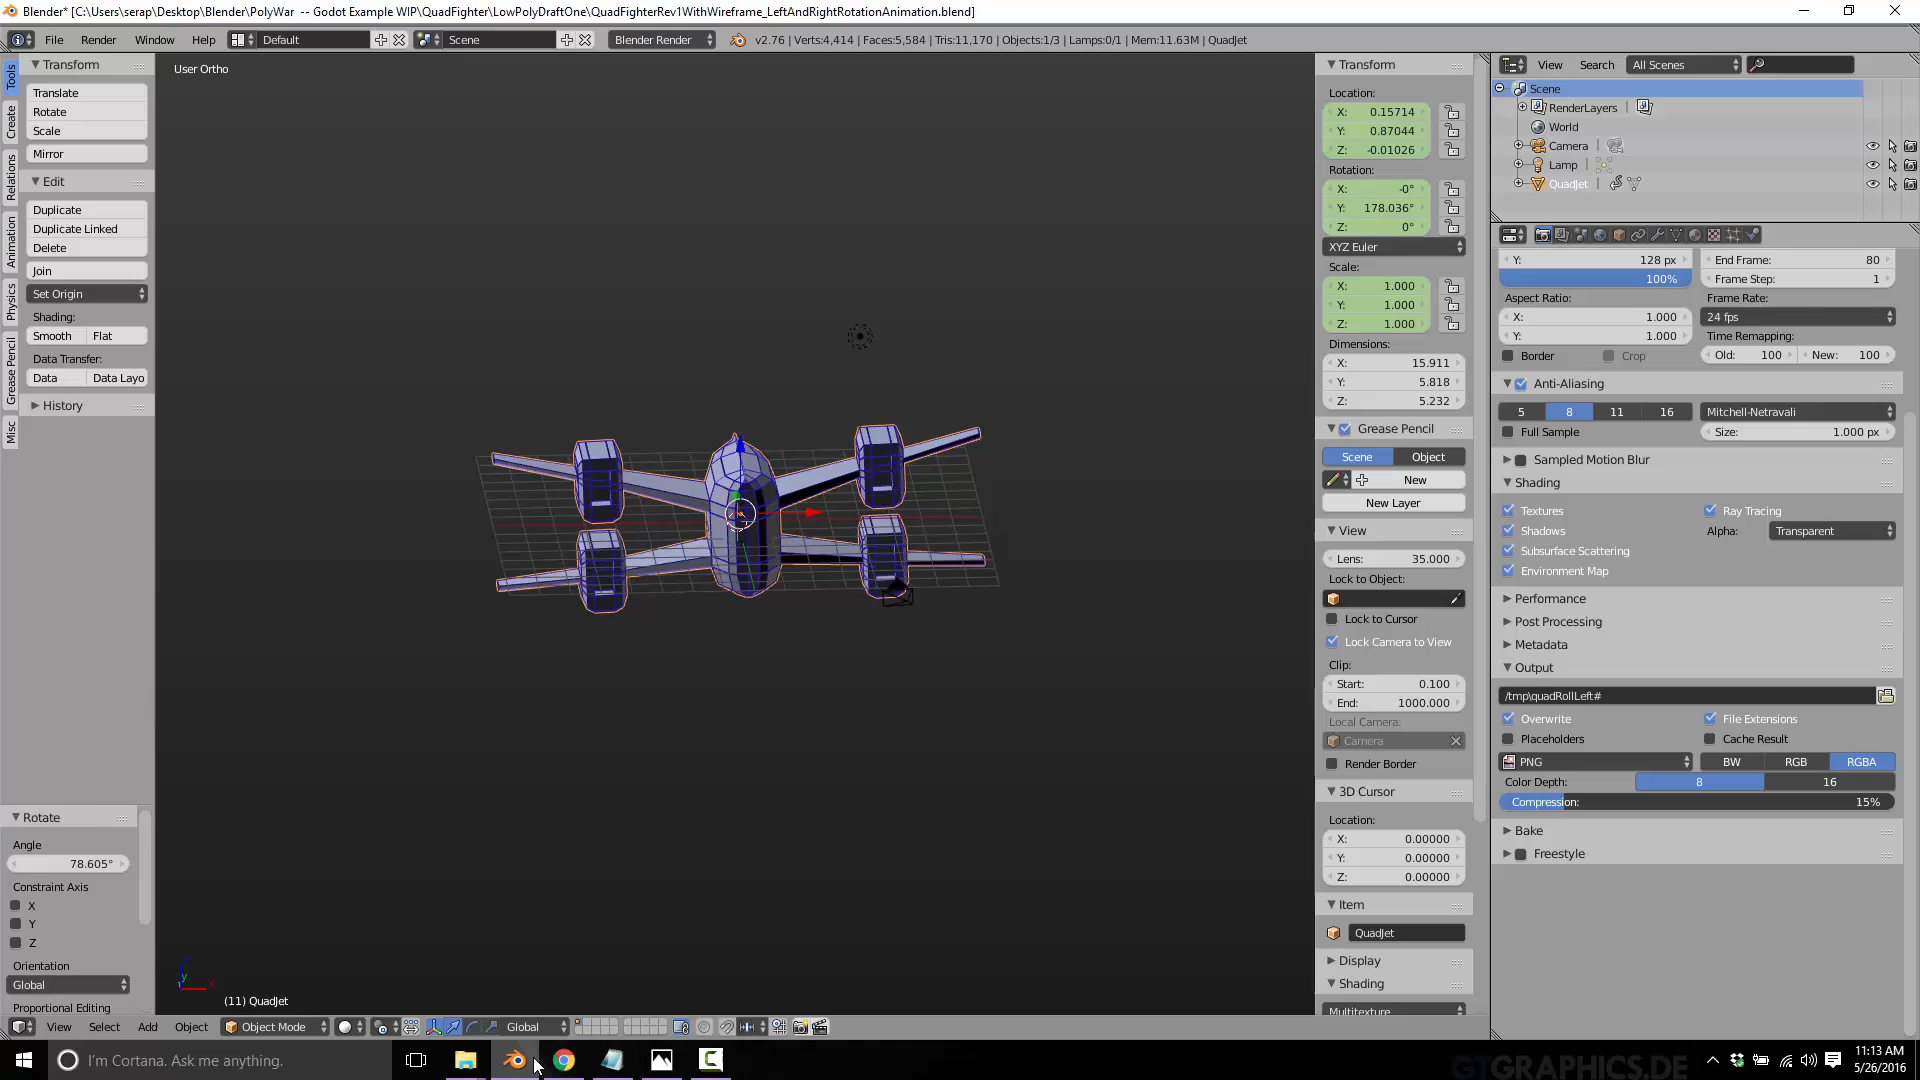 Blender* [C:\Users\serap\Desktop\Blender\PolyWar -- Godot Example WIP\QuadFighter\LowPolyDraftOne\QuadFighterRev1WithWireframe_LeftAndRightRotationAnimation.blend]
File Render Window Help Default Scene Blender Render v2.76 | Verts:4,414 | Faces:5,584 | Tris:11,170 | Objects:1/3 | Lamps:0/1 | Mem:11.63M | QuadJet
Tools
Create
Relations
Animation
Physics
Grease Pencil
Misc
Transform
Translate
Rotate
Scale
Mirror
Edit
Duplicate
Duplicate Linked
Delete
Join
Set Origin
Shading:
Smooth Flat
Data Transfer:
Data Data Layo
History
Rotate
Angle
78.605°
Constraint Axis
X
Y
Z
Orientation
Global
Proportional Editing
User Ortho
(11) QuadJet
View Select Add Object Object Mode Global
Transform
Location:
X: 0.15714
Y: 0.87044
Z: -0.01026
Rotation:
X: -0°
Y: 178.036°
Z: 0°
XYZ Euler
Scale:
X: 1.000
Y: 1.000
Z: 1.000
Dimensions:
X: 15.911
Y: 5.818
Z: 5.232
Grease Pencil
Scene Object
New
New Layer
View
Lens: 35.000
Lock to Object:
Lock to Cursor
Lock Camera to View
Clip:
Start: 0.100
End: 1000.000
Local Camera:
Camera
Render Border
3D Cursor
Location:
X: 0.00000
Y: 0.00000
Z: 0.00000
Item
QuadJet
Display
Shading
Multitexture
View Search All Scenes
Scene
RenderLayers
World
Camera
Lamp
QuadJet
Y: 128 px End Frame: 80
100% Frame Step: 1
Aspect Ratio: Frame Rate:
X: 1.000 24 fps
Y: 1.000 Time Remapping:
Border Crop Old: 100 New: 100
Anti-Aliasing
5 8 11 16 Mitchell-Netravali
Full Sample Size: 1.000 px
Sampled Motion Blur
Shading
Textures Ray Tracing
Shadows Alpha: Transparent
Subsurface Scattering
Environment Map
Performance
Post Processing
Metadata
Output
/tmp\quadRollLeft#
Overwrite File Extensions
Placeholders Cache Result
PNG BW RGB RGBA
Color Depth: 8 16
Compression: 15%
Bake
Freestyle
I'm Cortana. Ask me anything.
GTGRAPHICS.DE
11:13 AM
5/26/2016